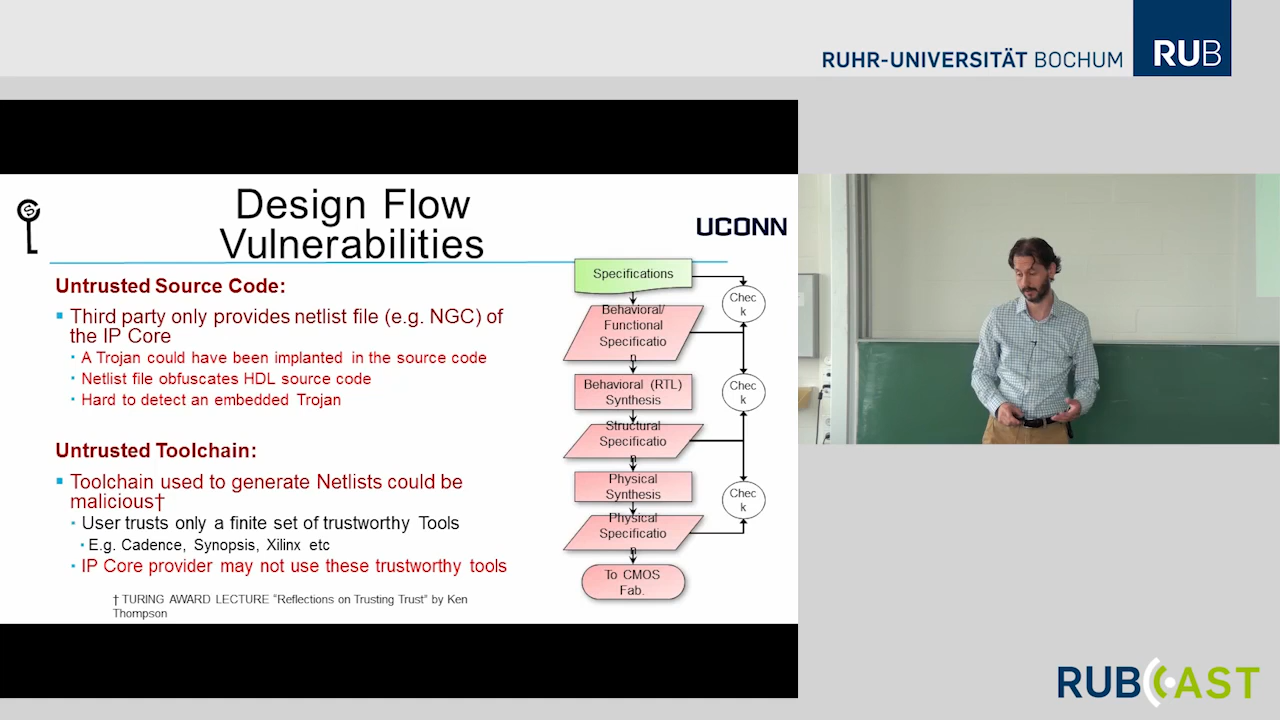 RUHR-UNIVERSITÄT BOCHUM RUB
Design Flow
Vulnerabilities
UCONN
Untrusted Source Code:
Third party only provides netlist file (e.g. NGC) of
the IP Core
A Trojan could have been implanted in the source code
Netlist file obfuscates HDL source code
Hard to detect an embedded Trojan
Untrusted Toolchain:
Toolchain used to generate Netlists could be
malicious†
User trusts only a finite set of trustworthy Tools
E.g. Cadence, Synopsis, Xilinx etc
IP Core provider may not use these trustworthy tools
† TURING AWARD LECTURE “Reflections on Trusting Trust” by Ken
Thompson
Specifications
Chec
k
Behavioral/
Functional
Specificatio
n
Behavioral (RTL)
Synthesis
Chec
k
Structural
Specificatio
n
Physical
Synthesis
Chec
k
Physical
Specificatio
n
To CMOS
Fab.
RUBCAST